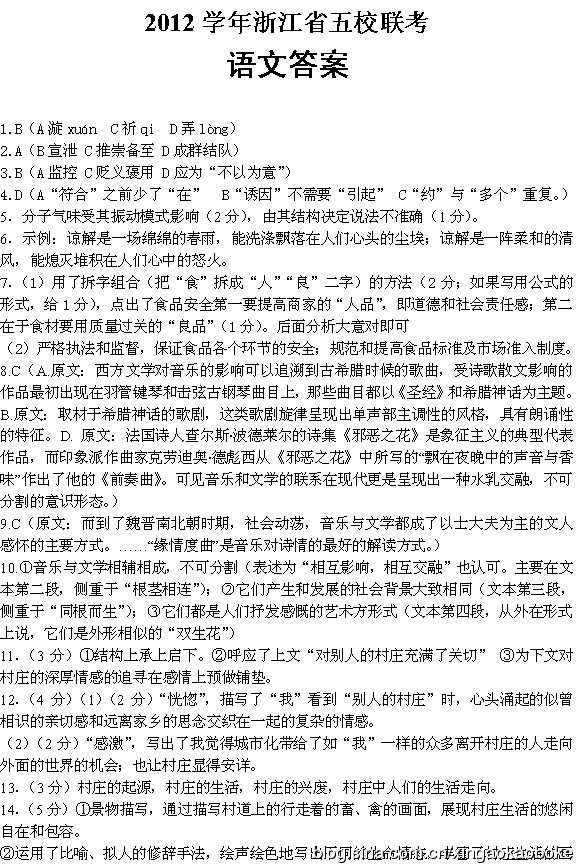 2012 学年浙江省五校联考
语文答案
1.B（A 漩 xuán　C 祈 qí　D 弄 lòng）
2.A（B 宣泄 C 推崇备至 D 成群结队）
3.B（A 监控 C 贬义褒用 D 应为“不以为意”）
4.D（A“符合”之前少了“在”　B“诱因”不需要“引起”　C“约”与“多个”重复。）
5．分子气味受其振动模式影响（2 分），由其结构决定说法不准确（1 分）。
6．示例：谅解是一场绵绵的春雨，能洗涤飘落在人们心头的尘埃；谅解是一阵柔和的清
风，能熄灭堆积在人们心中的怒火。
7．（1）用了拆字组合（把“食”拆成“人”“良”二字）的方法（2 分；如果写用公式的
形式，给 1 分），点出了食品安全第一要提高商家的“人品”，即道德和社会责任感；第二
在于食材要用质量过关的“良品”（1 分）。后面分析大意对即可
（2）严格执法和监督，保证食品各个环节的安全；规范和提高食品标准及市场准入制度。
8.C（A.原文：西方文学对音乐的影响可以追溯到古希腊时候的歌曲，受诗歌散文影响的
作品最初出现在羽管键琴和击弦古钢琴曲目上，那些曲目都以《圣经》和希腊神话为主题。
B.原文：取材于希腊神话的歌剧，这类歌剧旋律呈现出单声部主调性的风格，具有朗诵性
的特征。D. 原文：法国诗人查尔斯·波德莱尔的诗集《邪恶之花》是象征主义的典型代表
作品，而印象派作曲家克劳迪奥·德彪西从《邪恶之花》中所写的“飘在夜晚中的声音与香
味”作出了他的《前奏曲》。可见音乐和文学的联系在现代更是呈现出一种水乳交融，不可
分割的意识形态。）
9.C（原文：而到了魏晋南北朝时期，社会动荡，音乐与文学都成了以士大夫为主的文人
感怀的主要方式。……“缘情度曲”是音乐对诗情的最好的解读方式。）
10.①音乐与文学相辅相成，不可分割（表述为“相互影响，相互交融”也认可。主要在文
本第二段，侧重于“根茎相连”）；②它们产生和发展的社会背景大致相同（文本第三段，
侧重于“同根而生”）；③它们都是人们抒发感慨的艺术方形式（文本第四段，从外在形式
上说，它们是外形相似的“双生花”）
11．（3 分）①结构上承上启下。②呼应了上文“对别人的村庄充满了关切” ③为下文对
村庄的深厚情感的追寻在感情上预做铺垫。
12．（4 分）（1）（2 分）“恍惚”，描写了“我”看到“别人的村庄”时，心头涌起的似曾
相识的亲切感和远离家乡的思念交织在一起的复杂的情感。
（2）（2 分）“感激”，写出了我觉得城市化带给了如“我”一样的众多离开村庄的人走向
外面的世界的机会；也让村庄显得安详。
13．（3 分）村庄的起源，村庄的生活，村庄的兴废，村庄中人们的生活走向。
14．（5 分）①景物描写，通过描写村道上的行走着的畜、禽的画面，展现村庄生活的悠闲
自在和包容。
②运用了比喻、拟人的修辞手法，绘声绘色地写出
blog.sina.com.cn/xingaokaoboke